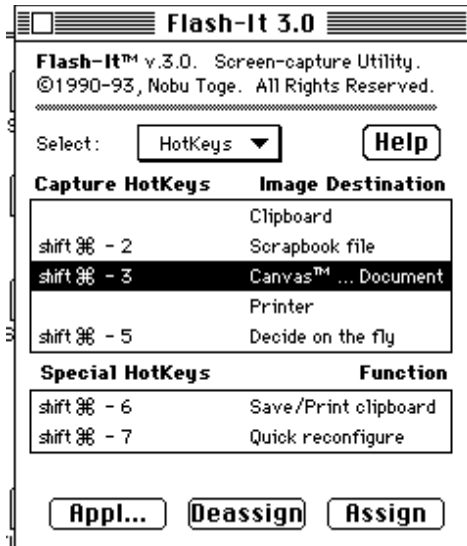 Flash-It 3.0
Flash-It™ v.3.0. Screen-capture Utility.
©1990-93, Nobu Toge. All Rights Reserved.
Select: HotKeys ▼ Help
Capture HotKeys Image Destination
Clipboard
shift ⌘ - 2 Scrapbook file
shift ⌘ - 3 Canvas™ ... Document
Printer
shift ⌘ - 5 Decide on the fly
Special HotKeys Function
shift ⌘ - 6 Save/Print clipboard
shift ⌘ - 7 Quick reconfigure
Appl... Deassign Assign